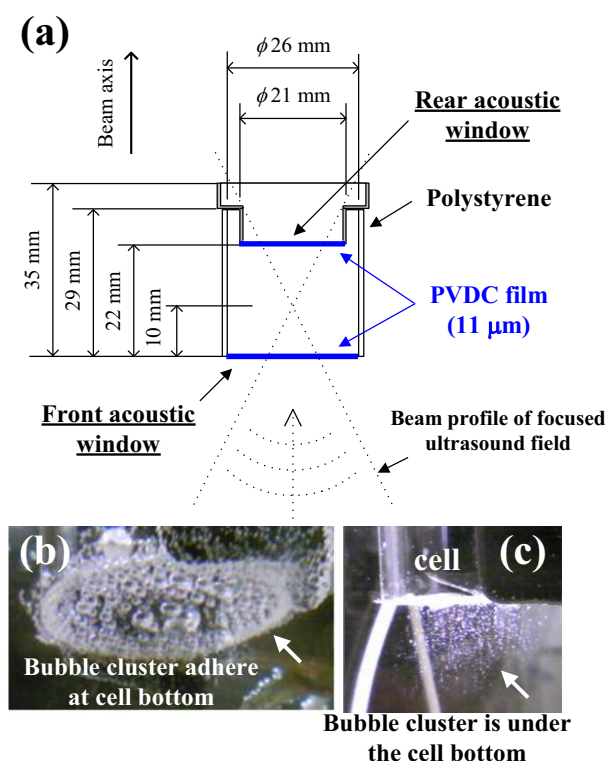 (a)
Beam axis
ϕ26 mm
ϕ21 mm
Rear acoustic
window
Polystyrene
35 mm
29 mm
22 mm
10 mm
PVDC film
(11 μm)
Front acoustic
window
Beam profile of focused
ultrasound field
(b)
Bubble cluster adhere
at cell bottom
cell
(c)
Bubble cluster is under
the cell bottom